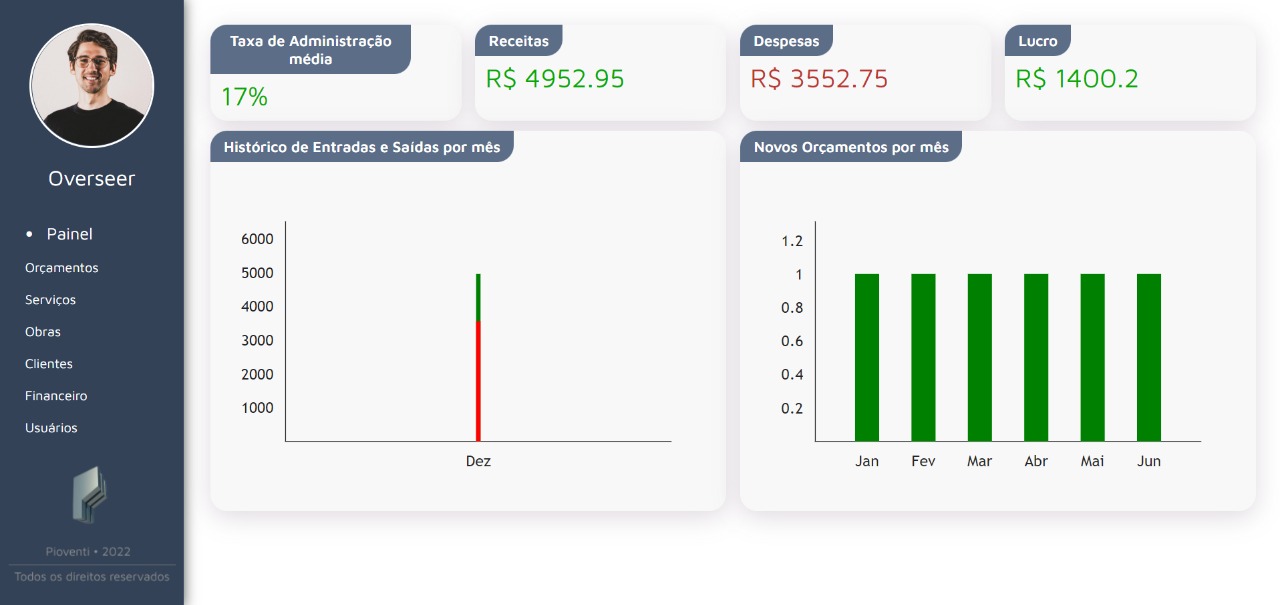 Overseer
• Painel
Orçamentos
Serviços
Obras
Clientes
Financeiro
Usuários
Pioventi • 2022
Todos os direitos reservados
Taxa de Administração
média
17%
Receitas
R$ 4952.95
Despesas
R$ 3552.75
Lucro
R$ 1400.2
Histórico de Entradas e Saídas por mês
6000
5000
4000
3000
2000
1000
Dez
Novos Orçamentos por mês
1.2
1
0.8
0.6
0.4
0.2
Jan Fev Mar Abr Mai Jun